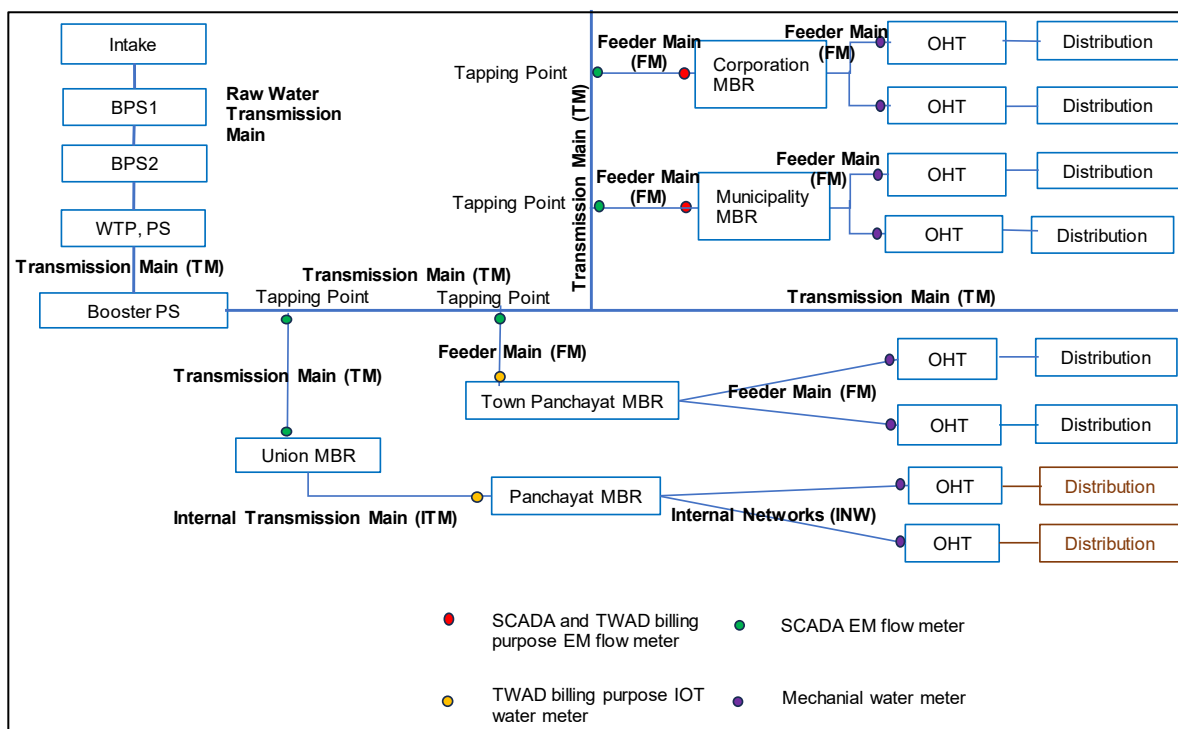 Intake
BPS1
Raw Water
Transmission
Main
BPS2
WTP, PS
Transmission Main (TM)
Booster PS
Transmission Main (TM)
Tapping Point
Tapping Point
Transmission Main (TM)
Tapping Point
Feeder Main
(FM)
Corporation
MBR
Feeder Main
(FM)
OHT
Distribution
OHT
Distribution
Tapping Point
Feeder Main
(FM)
Municipality
MBR
Feeder Main
(FM)
OHT
Distribution
OHT
Distribution
Transmission Main (TM)
Transmission Main (TM)
Feeder Main (FM)
Town Panchayat MBR
Feeder Main (FM)
OHT
Distribution
OHT
Distribution
Union MBR
Internal Transmission Main (ITM)
Panchayat MBR
Internal Networks (INW)
OHT
Distribution
OHT
Distribution
SCADA and TWAD billing
purpose EM flow meter
SCADA EM flow meter
TWAD billing purpose IOT
water meter
Mechanial water meter